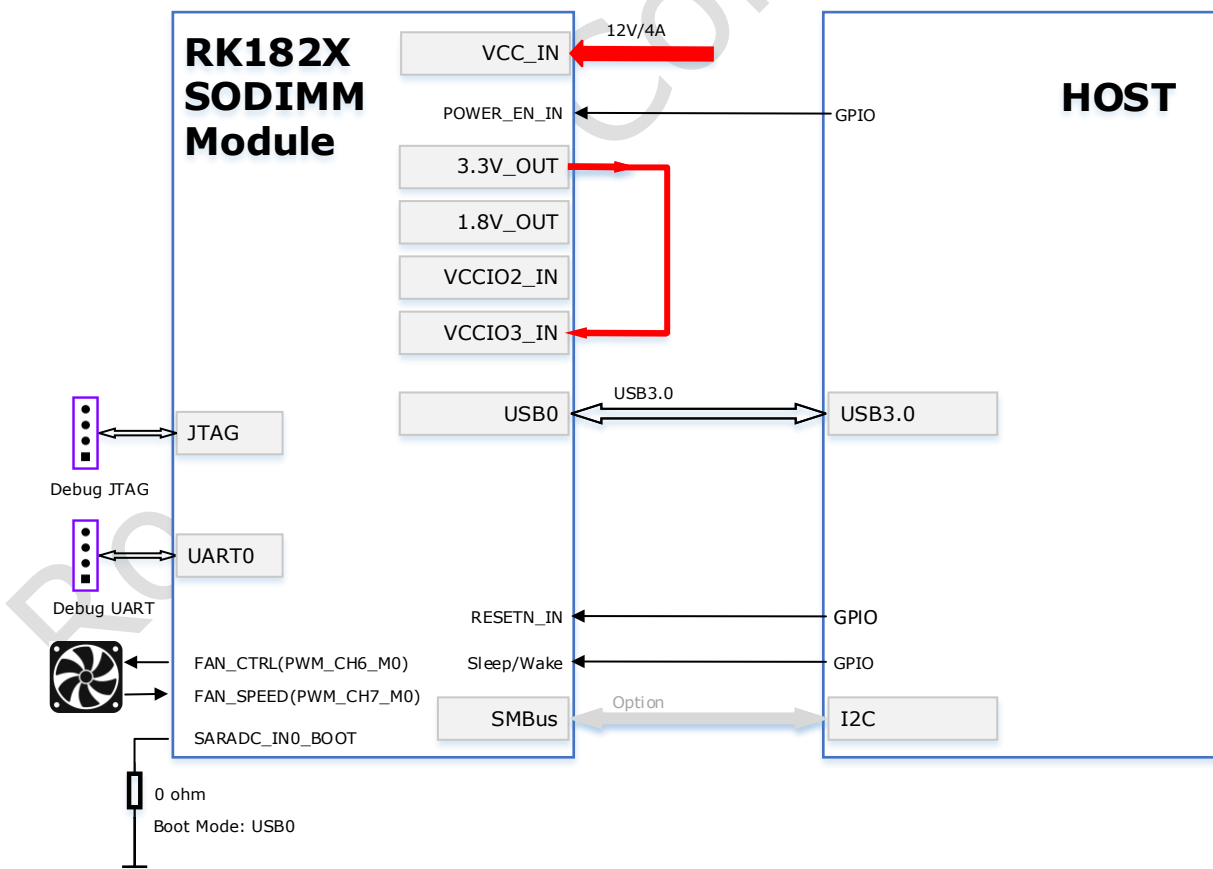 RK182X
SODIMM
Module
HOST
12V/4A
VCC_IN
POWER_EN_IN
GPIO
3.3V_OUT
1.8V_OUT
VCCIO2_IN
VCCIO3_IN
USB3.0
USB0
USB3.0
JTAG
Debug JTAG
UART0
Debug UART
RESETN_IN
GPIO
FAN_CTRL(PWM_CH6_M0)
Sleep/Wake
GPIO
FAN_SPEED(PWM_CH7_M0)
Option
SMBus
I2C
SARADC_IN0_BOOT
0 ohm
Boot Mode: USB0